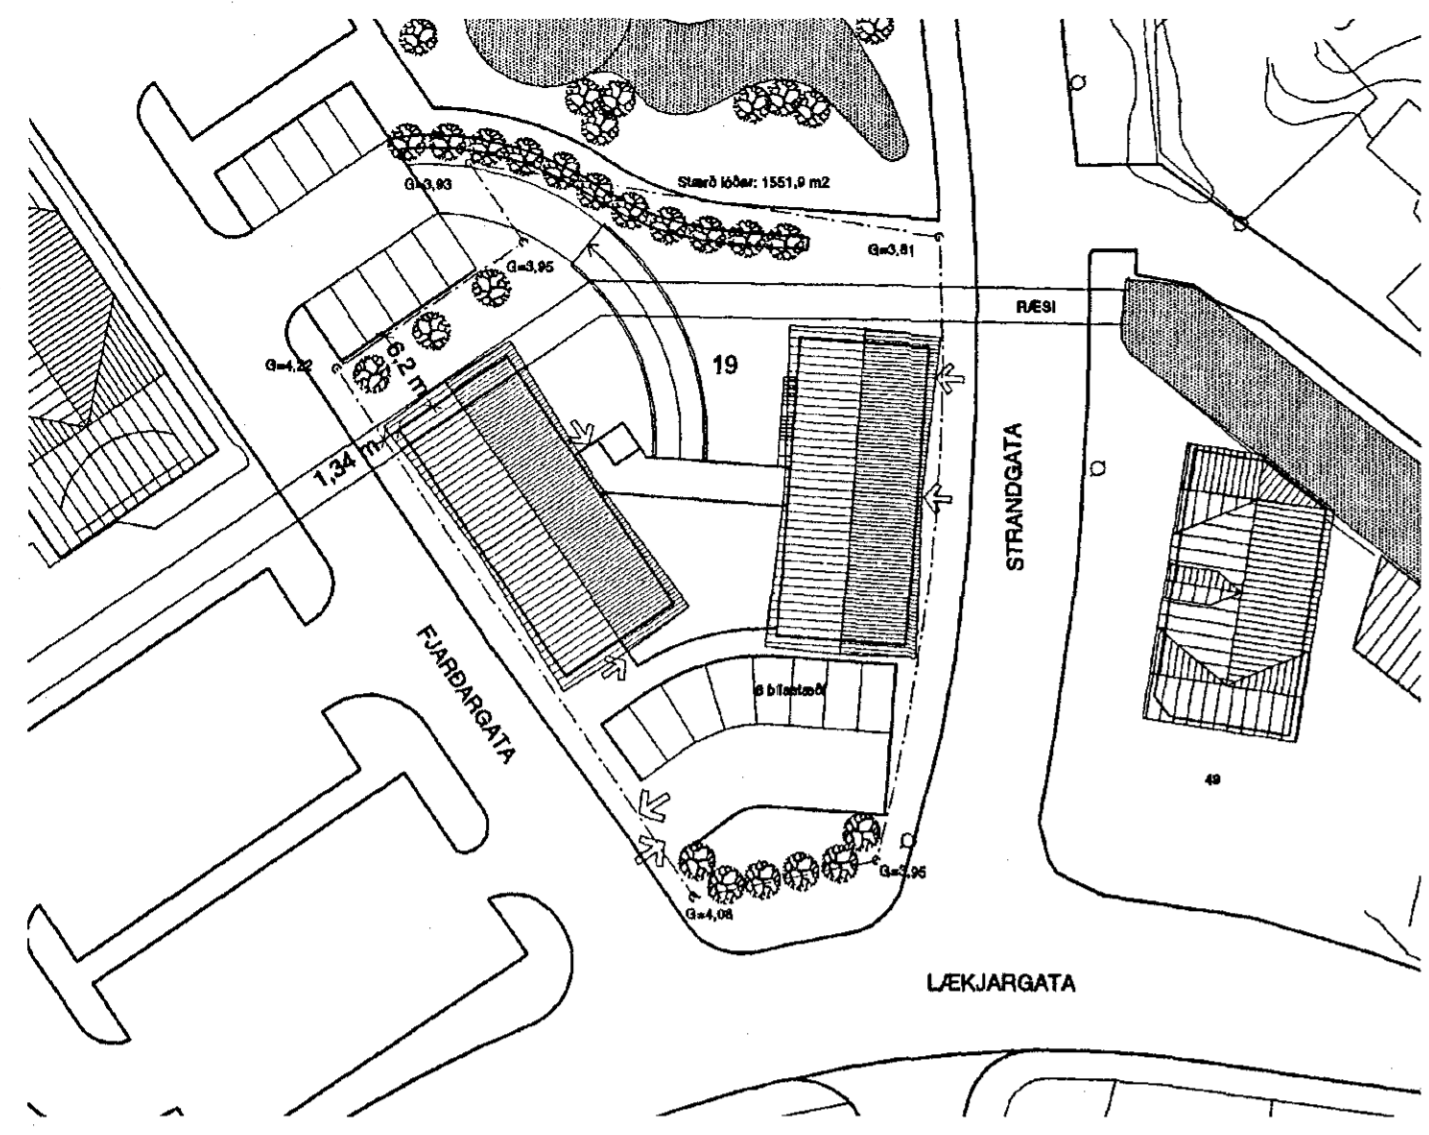 G=3,93
Stærð lóðar: 1551,9 m2
G=3,81
G=3,95
RÆSI
G=4,22
6,2 m
19
1,34 m
STRANDGATA
FJARÐARGATA
6 bílastæði
49
G=3,95
G=4,08
LÆKJARGATA